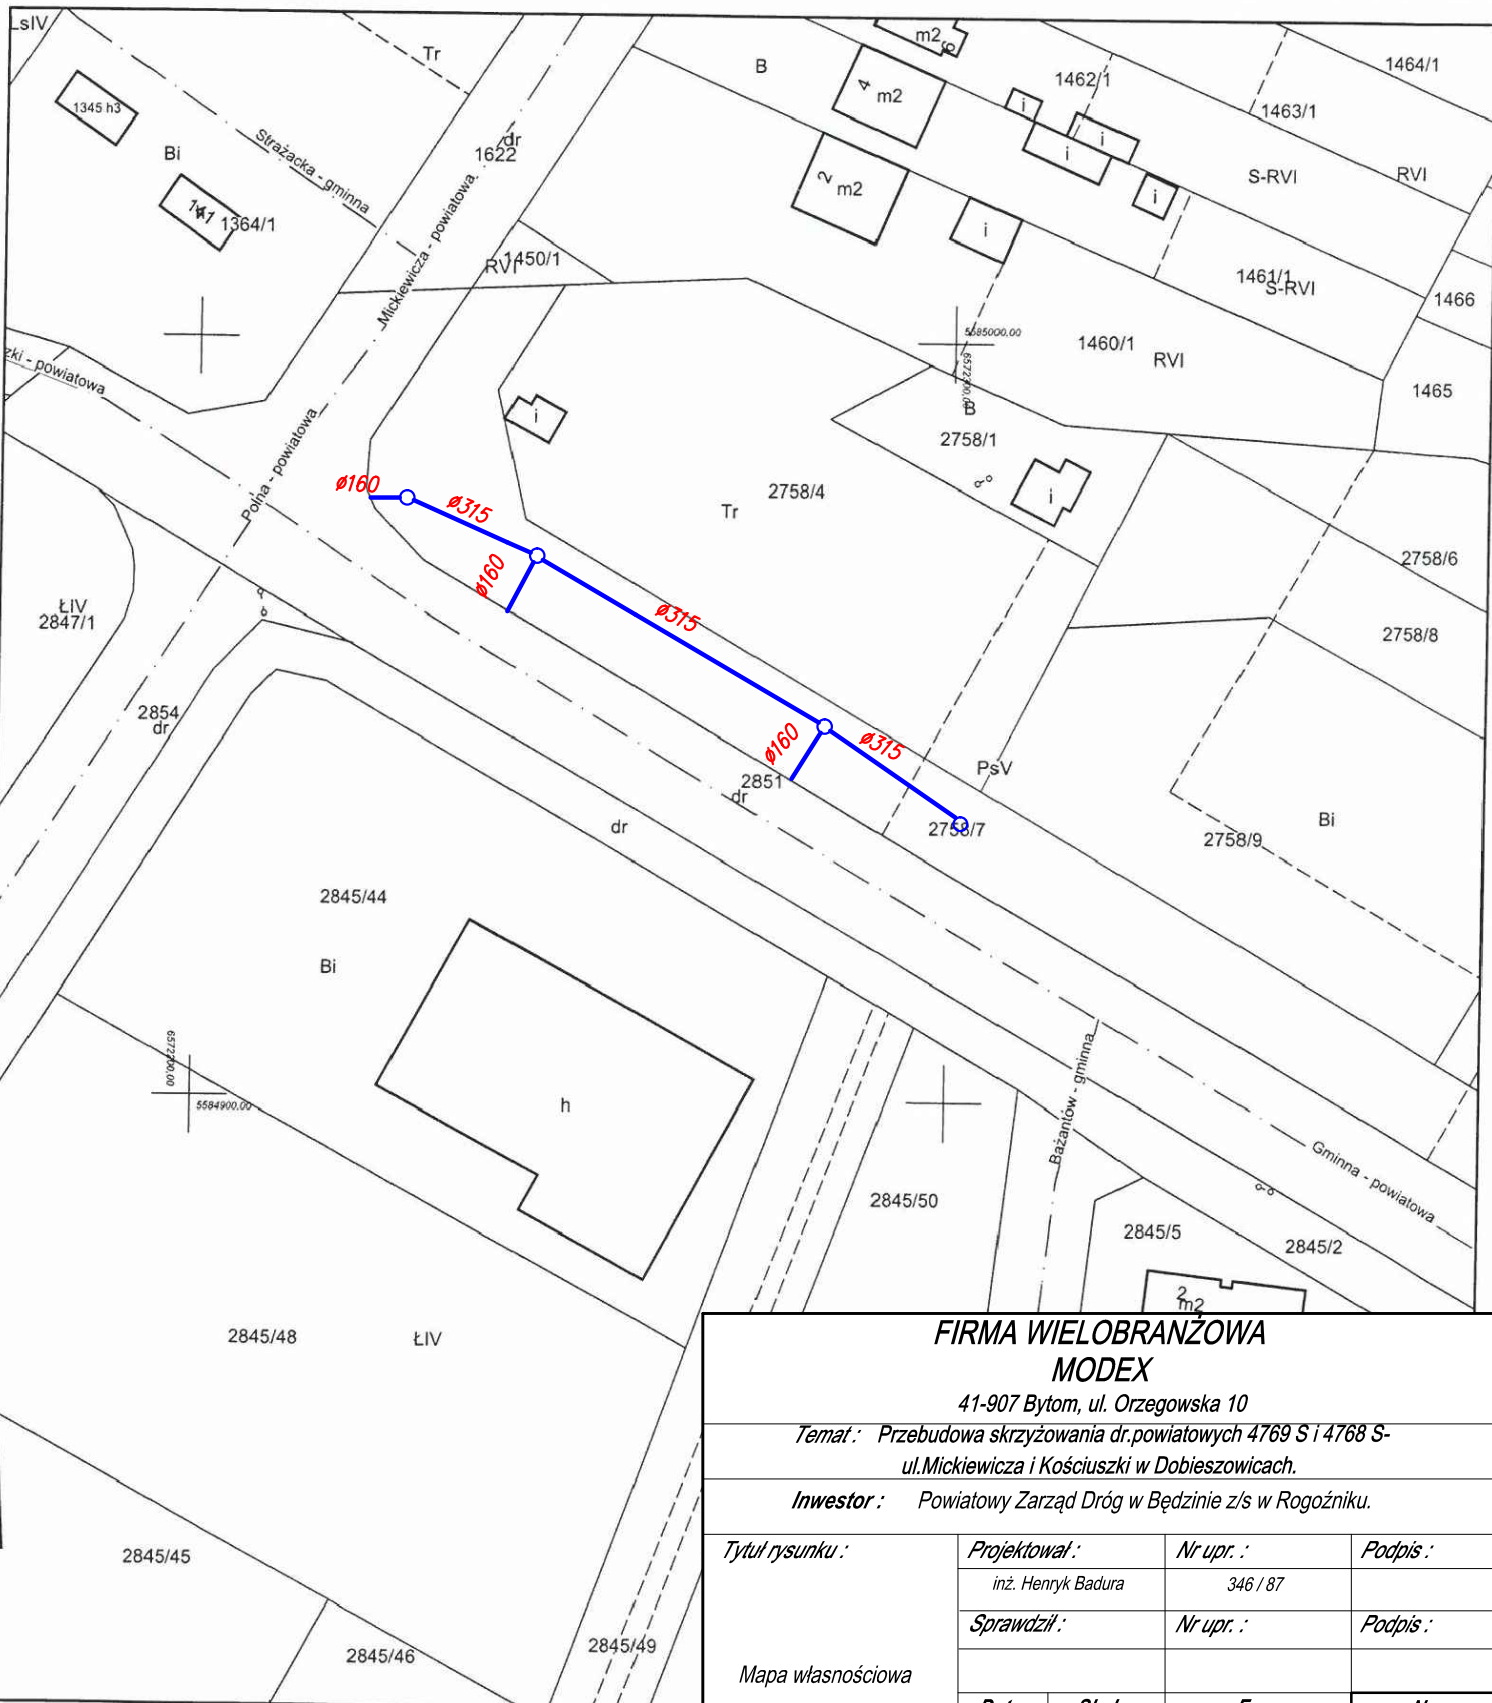 LsIV
Tr
B
m2
6
1464/1
1345 h3
4
m2
1462/1
i
1463/1
Bi
Strażacka - gminna
dr
1622
i
i
S-RVI
RVI
2
m2
i
1364/1
Mickiewicza - powiatowa
i
RVI
1450/1
1461/1
S-RVI
1466
5585000.00
1460/1
RVI
zki - powiatowa
1465
B
2758/1
i
Polna - powiatowa
ø160
ø315
2758/4
Tr
i
ø160
2758/6
ŁIV
2847/1
ø315
2758/8
2854
dr
ø160
ø315
PsV
2851
dr
dr
2758/7
Bi
2758/9
2845/44
Bi
6572200.00
5584900.00
h
Bażantów - gminna
Gminna - powiatowa
2845/50
2845/5
2845/2
2
m2
2845/48
ŁIV
2845/45
2845/46
2845/49
FIRMA WIELOBRANŻOWA
MODEX
41-907 Bytom, ul. Orzegowska 10
Temat : Przebudowa skrzyżowania dr.powiatowych 4769 S i 4768 S-
ul.Mickiewicza i Kościuszki w Dobieszowicach.
Inwestor : Powiatowy Zarząd Dróg w Będzinie z/s w Rogoźniku.
Tytuł rysunku :
Projektował :
Nr upr. :
Podpis :
inż. Henryk Badura
346 / 87
Sprawdził :
Nr upr. :
Podpis :
Mapa własnościowa